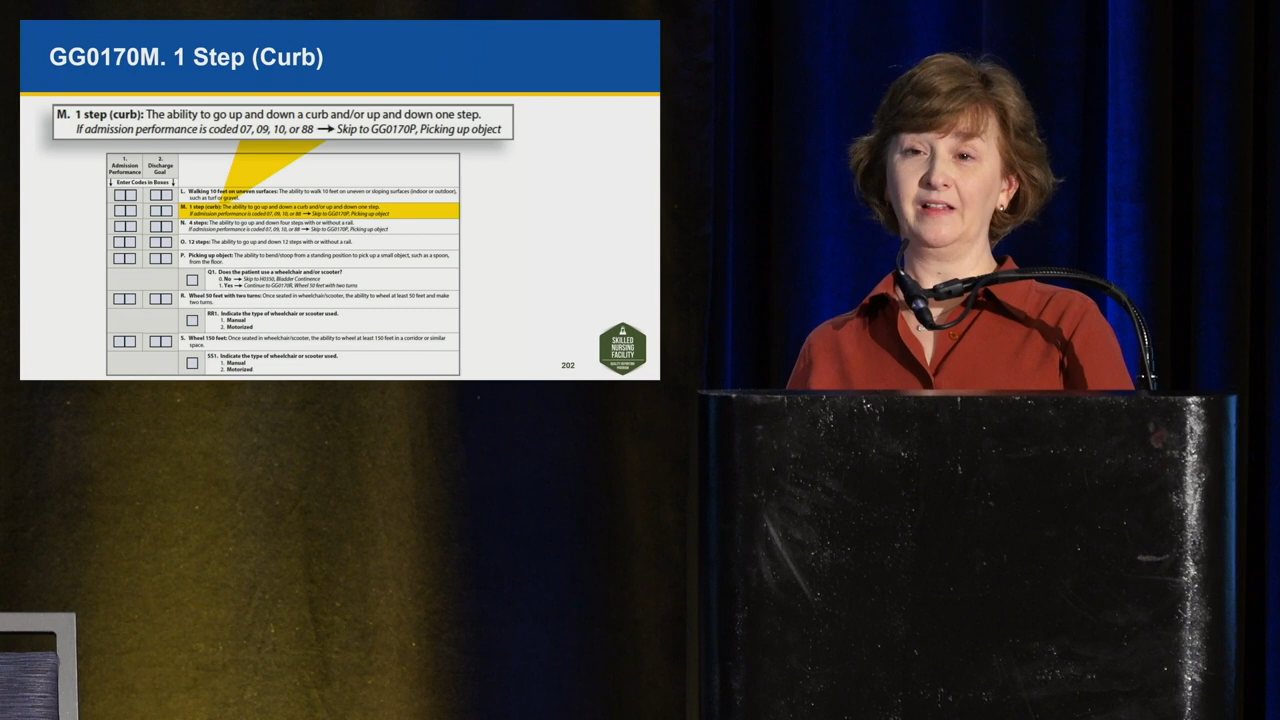 GG0170M. 1 Step (Curb)
M. 1 step (curb): The ability to go up and down a curb and/or up and down one step.
If admission performance is coded 07, 09, 10, or 88 → Skip to GG0170P, Picking up object
1.
Admission
Performance
2.
Discharge
Goal
↓ Enter Codes in Boxes ↓
L. Walking 10 feet on uneven surfaces: The ability to walk 10 feet on uneven or sloping surfaces (indoor or outdoor),
such as turf or gravel.
M. 1 step (curb): The ability to go up and down a curb and/or up and down one step.
If admission performance is coded 07, 09, 10, or 88 → Skip to GG0170P, Picking up object
N. 4 steps: The ability to go up and down four steps with or without a rail.
If admission performance is coded 07, 09, 10, or 88 → Skip to GG0170P, Picking up object
O. 12 steps: The ability to go up and down 12 steps with or without a rail.
P. Picking up object: The ability to bend/stoop from a standing position to pick up a small object, such as a spoon,
from the floor.
Q1. Does the patient use a wheelchair and/or scooter?
0. No → Skip to H0350, Bladder Continence
1. Yes → Continue to GG0170R, Wheel 50 feet with two turns
R. Wheel 50 feet with two turns: Once seated in wheelchair/scooter, the ability to wheel at least 50 feet and make
two turns.
RR1. Indicate the type of wheelchair or scooter used.
1. Manual
2. Motorized
S. Wheel 150 feet: Once seated in wheelchair/scooter, the ability to wheel at least 150 feet in a corridor or similar
space.
SS1. Indicate the type of wheelchair or scooter used.
1. Manual
2. Motorized
SKILLED
NURSING
FACILITY
QUALITY REPORTING
PROGRAM
202